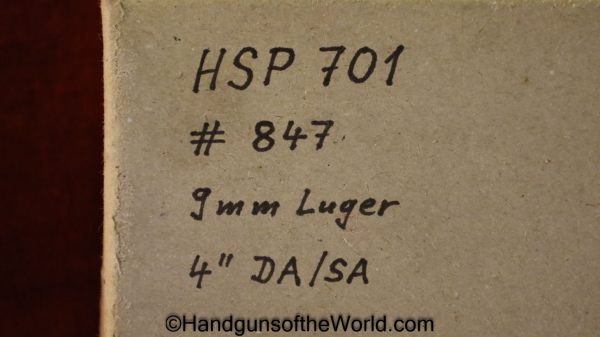 HSP 701
# 847
9mm Luger
4" DA/SA
©HandgunsoftheWorld.com